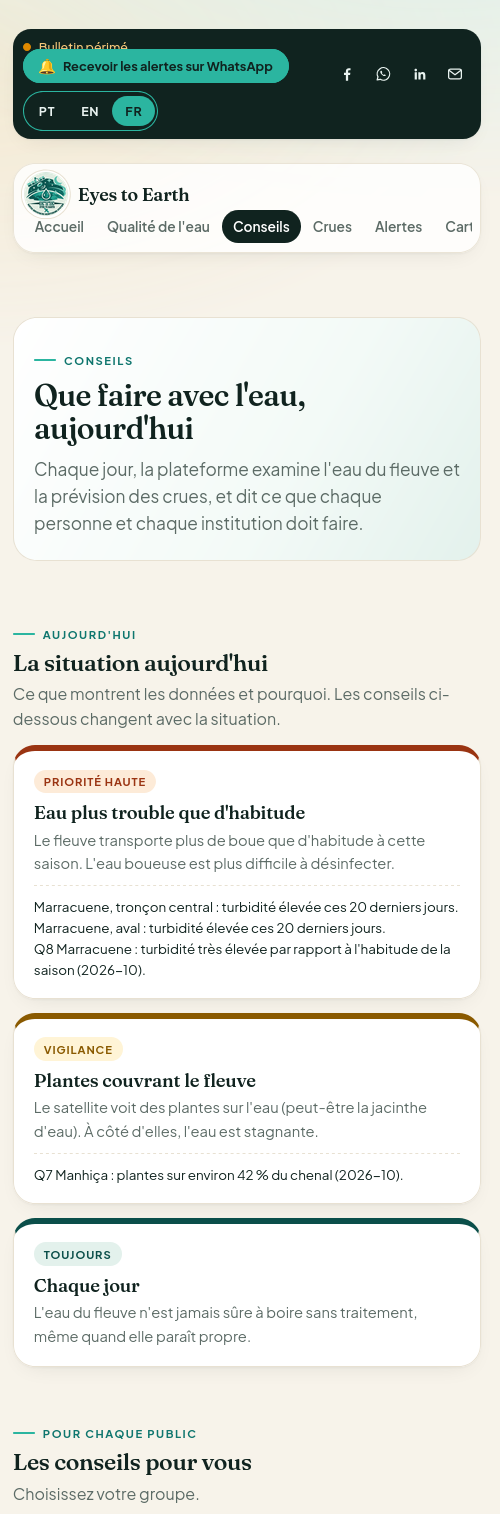 Bulletin périmé
Recevoir les alertes sur WhatsApp
PT EN FR
Eyes to Earth
Accueil Qualité de l'eau Conseils Crues Alertes Cart
CONSEILS
Que faire avec l'eau,
aujourd'hui
Chaque jour, la plateforme examine l'eau du fleuve et
la prévision des crues, et dit ce que chaque
personne et chaque institution doit faire.
AUJOURD'HUI
La situation aujourd'hui
Ce que montrent les données et pourquoi. Les conseils ci-
dessous changent avec la situation.
PRIORITÉ HAUTE
Eau plus trouble que d'habitude
Le fleuve transporte plus de boue que d'habitude à cette
saison. L'eau boueuse est plus difficile à désinfecter.
Marracuene, tronçon central : turbidité élevée ces 20 derniers jours.
Marracuene, aval : turbidité élevée ces 20 derniers jours.
Q8 Marracuene : turbidité très élevée par rapport à l'habitude de la
saison (2026-10).
VIGILANCE
Plantes couvrant le fleuve
Le satellite voit des plantes sur l'eau (peut-être la jacinthe
d'eau). À côté d'elles, l'eau est stagnante.
Q7 Manhiça : plantes sur environ 42 % du chenal (2026-10).
TOUJOURS
Chaque jour
L'eau du fleuve n'est jamais sûre à boire sans traitement,
même quand elle paraît propre.
POUR CHAQUE PUBLIC
Les conseils pour vous
Choisissez votre groupe.